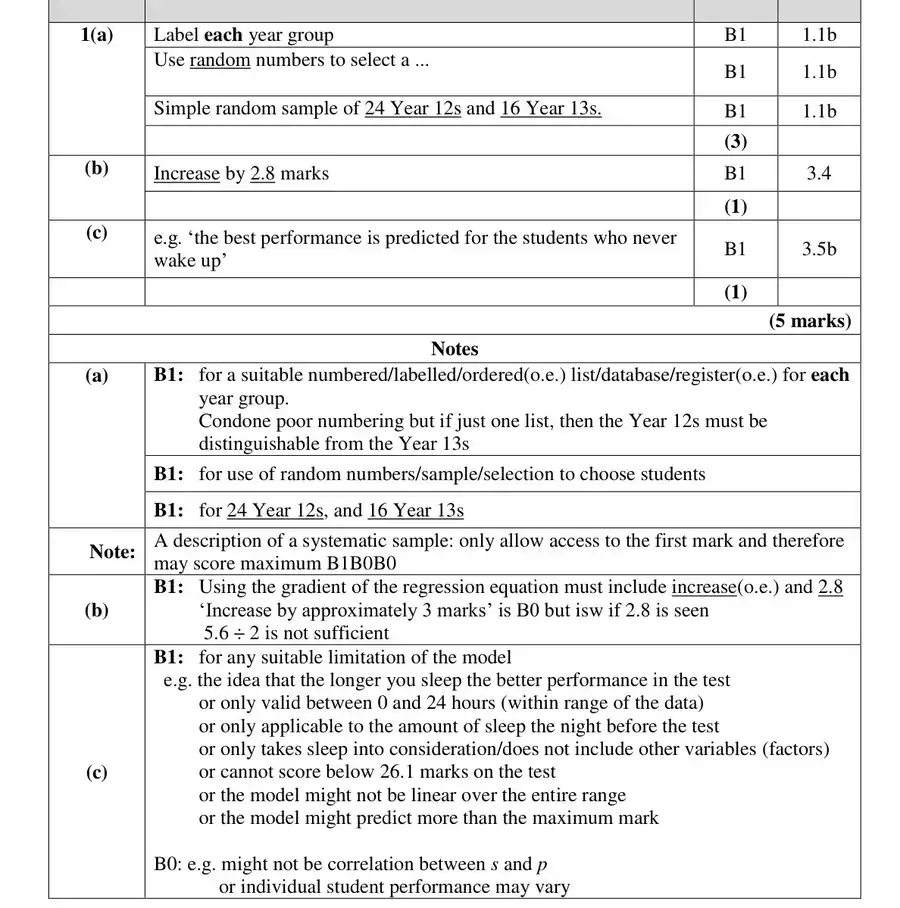 1(a) Label each year group B1 1.1b
Use random numbers to select a ... B1 1.1b
Simple random sample of 24 Year 12s and 16 Year 13s. B1 1.1b
(3)
(b) Increase by 2.8 marks B1 3.4
(1)
(c) e.g. ‘the best performance is predicted for the students who never
wake up’ B1 3.5b
(1)
(5 marks)
Notes
(a) B1: for a suitable numbered/labelled/ordered(o.e.) list/database/register(o.e.) for each
year group.
Condone poor numbering but if just one list, then the Year 12s must be
distinguishable from the Year 13s
B1: for use of random numbers/sample/selection to choose students
B1: for 24 Year 12s, and 16 Year 13s
Note: A description of a systematic sample: only allow access to the first mark and therefore
may score maximum B1B0B0
(b) B1: Using the gradient of the regression equation must include increase(o.e.) and 2.8
‘Increase by approximately 3 marks’ is B0 but isw if 2.8 is seen
5.6 ÷ 2 is not sufficient
(c) B1: for any suitable limitation of the model
e.g. the idea that the longer you sleep the better performance in the test
or only valid between 0 and 24 hours (within range of the data)
or only applicable to the amount of sleep the night before the test
or only takes sleep into consideration/does not include other variables (factors)
or cannot score below 26.1 marks on the test
or the model might not be linear over the entire range
or the model might predict more than the maximum mark
B0: e.g. might not be correlation between s and p
or individual student performance may vary